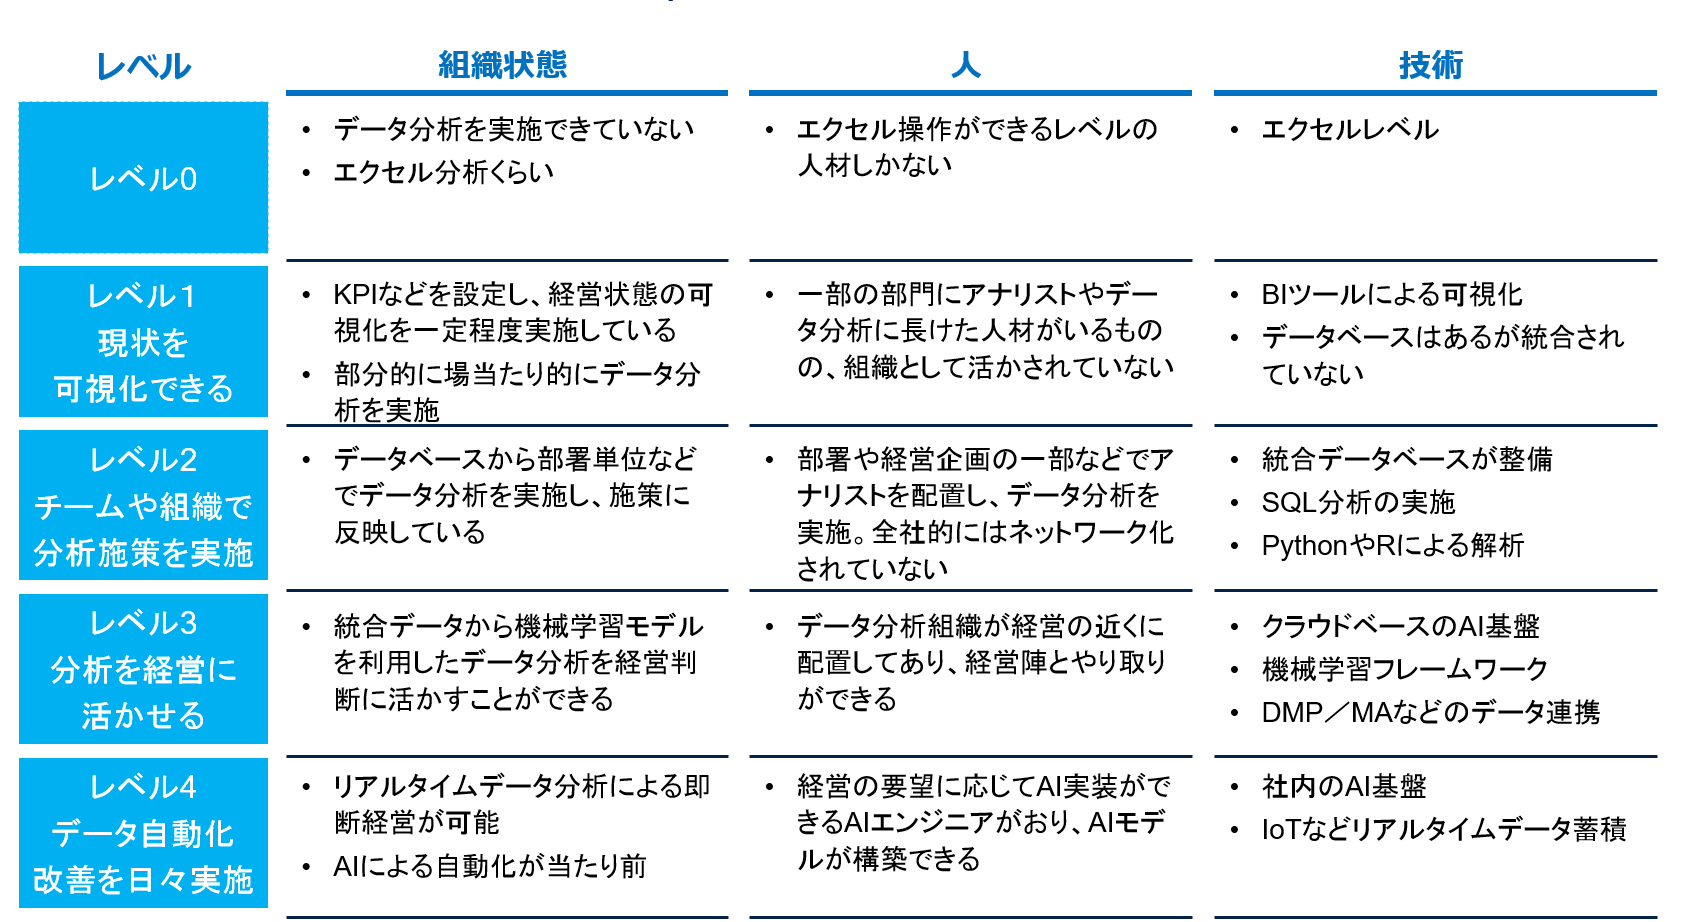 レベル
組織状態
人
技術
レベル0
• データ分析を実施できていない
• エクセル分析くらい
• エクセル操作ができるレベルの
人材しかない
• エクセルレベル
レベル１
現状を
可視化できる
• KPIなどを設定し、経営状態の可
視化を一定程度実施している
• 部分的に場当たり的にデータ分
析を実施
• 一部の部門にアナリストやデー
タ分析に長けた人材がいるもの
の、組織として活かされていない
• BIツールによる可視化
• データベースはあるが統合され
ていない
レベル2
チームや組織で
分析施策を実施
• データベースから部署単位など
でデータ分析を実施し、施策に
反映している
• 部署や経営企画の一部などでア
ナリストを配置し、データ分析を
実施。全社的にはネットワーク化
されていない
• 統合データベースが整備
• SQL分析の実施
• PythonやRによる解析
レベル3
分析を経営に
活かせる
• 統合データから機械学習モデル
を利用したデータ分析を経営判
断に活かすことができる
• データ分析組織が経営の近くに
配置してあり、経営陣とやり取り
ができる
• クラウドベースのAI基盤
• 機械学習フレームワーク
• DMP／MAなどのデータ連携
レベル4
データ自動化
改善を日々実施
• リアルタイムデータ分析による即
断経営が可能
• AIによる自動化が当たり前
• 経営の要望に応じてAI実装がで
きるAIエンジニアがおり、AIモデ
ルが構築できる
• 社内のAI基盤
• IoTなどリアルタイムデータ蓄積